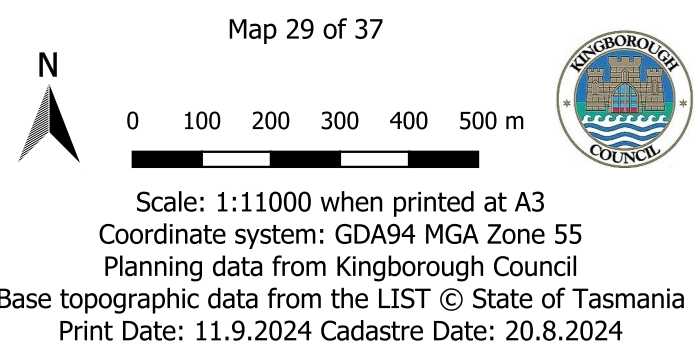 Map 29 of 37
N
0 100 200 300 400 500 m
KINGBOROUGH
COUNCIL
Scale: 1:11000 when printed at A3
Coordinate system: GDA94 MGA Zone 55
Planning data from Kingborough Council
Base topographic data from the LIST © State of Tasmania
Print Date: 11.9.2024 Cadastre Date: 20.8.2024